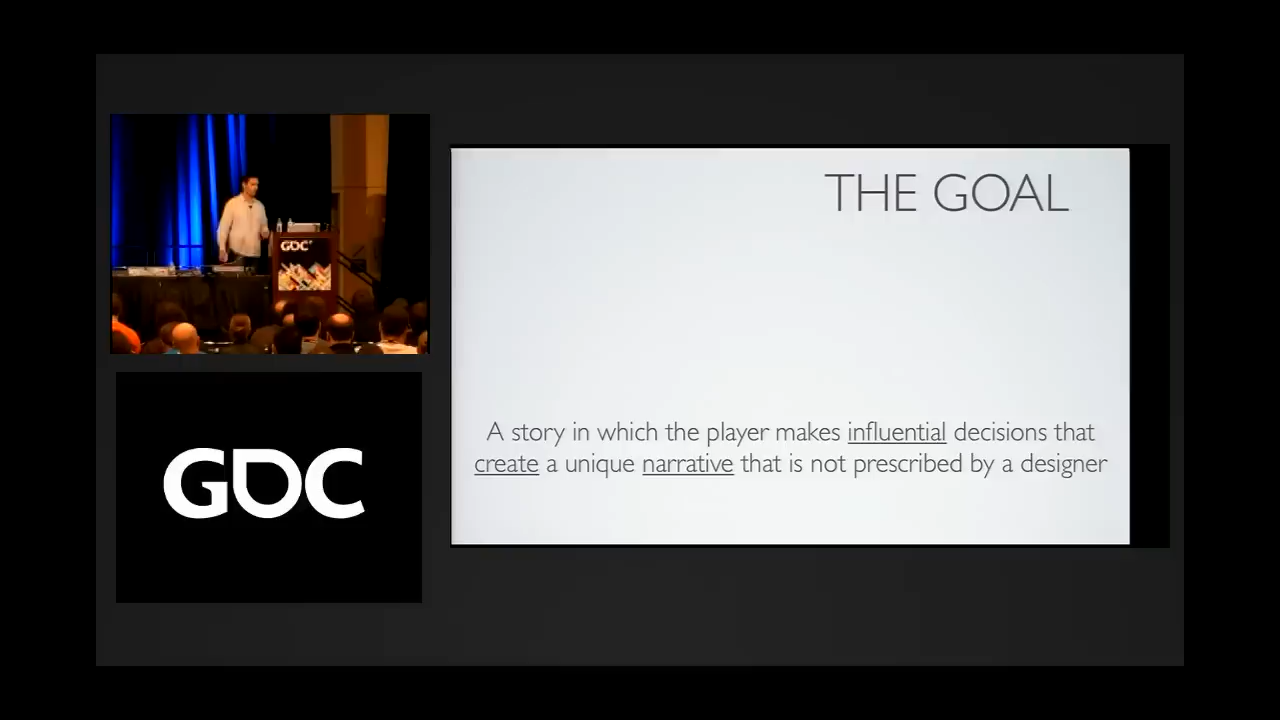 GDC
THE GOAL
A story in which the player makes influential decisions that
create a unique narrative that is not prescribed by a designer
GDC